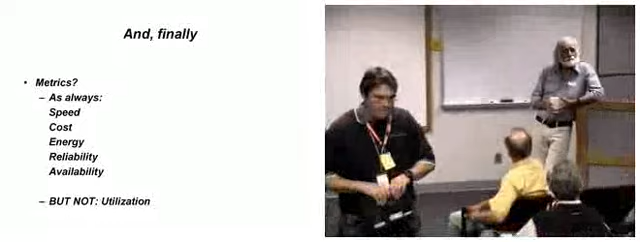 And, finally
• Metrics?
– As always:
Speed
Cost
Energy
Reliability
Availability
– BUT NOT: Utilization